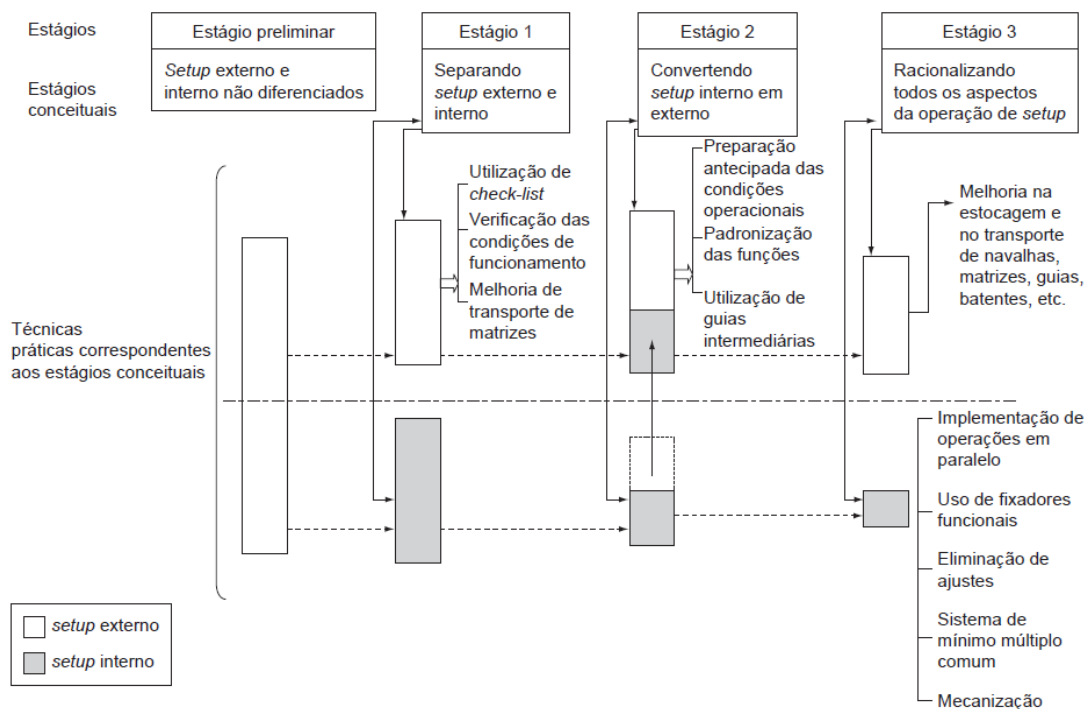 Estágios
Estágio preliminar
Estágio 1
Estágio 2
Estágio 3
Estágios
conceituais
Setup externo e
interno não diferenciados
Separando
setup externo e
interno
Convertendo
setup interno em
externo
Racionalizando
todos os aspectos
da operação de setup
Técnicas
práticas correspondentes
aos estágios conceituais
Utilização de
check-list
Verificação das
condições de
funcionamento
Melhoria de
transporte de
matrizes
Preparação
antecipada das
condições
operacionais
Padronização
das funções
Utilização de
guias
intermediárias
Melhoria na
estocagem e
no transporte
de navalhas,
matrizes, guias,
batentes, etc.
Implementação de
operações em
paralelo
Uso de fixadores
funcionais
Eliminação de
ajustes
Sistema de
mínimo múltiplo
comum
Mecanização
setup externo
setup interno